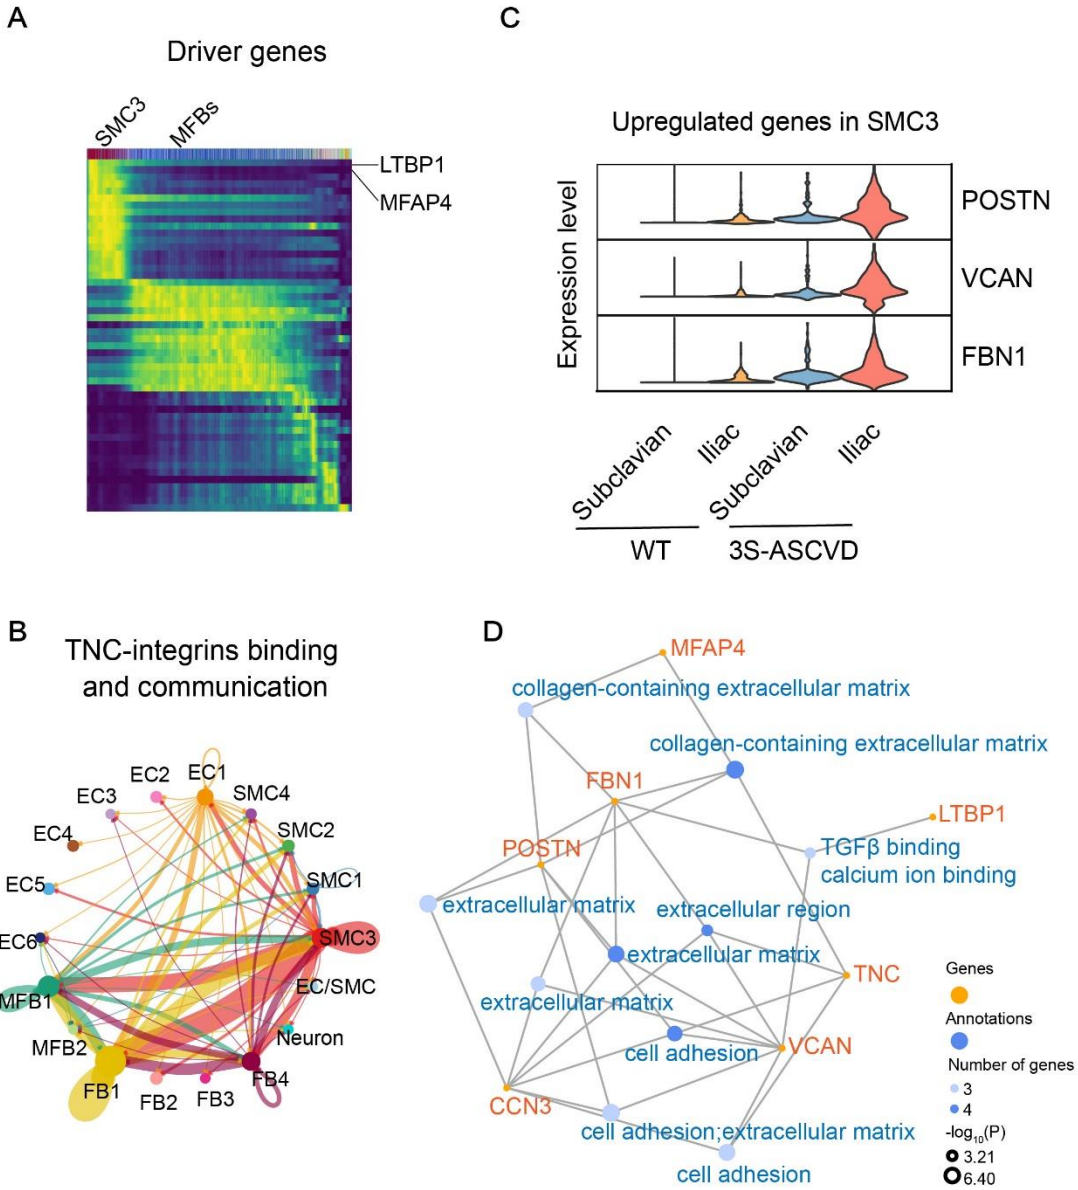 A
Driver genes
SMC3
MFBs
LTBP1
MFAP4
C
Upregulated genes in SMC3
Expression level
POSTN
VCAN
FBN1
Subclavian
Iliac
Subclavian
Iliac
WT
3S-ASCVD
B
TNC-integrins binding
and communication
EC1
EC2
SMC4
EC3
SMC2
EC4
SMC1
EC5
SMC3
EC6
EC/SMC
MFB1
Neuron
MFB2
FB4
FB1
FB2
FB3
D
MFAP4
collagen-containing extracellular matrix
collagen-containing extracellular matrix
FBN1
LTBP1
POSTN
TGFβ binding
calcium ion binding
extracellular matrix
extracellular region
extracellular matrix
TNC
extracellular matrix
cell adhesion
VCAN
CCN3
cell adhesion;extracellular matrix
cell adhesion
Genes
Annotations
Number of genes
3
4
-log10(P)
3.21
6.40